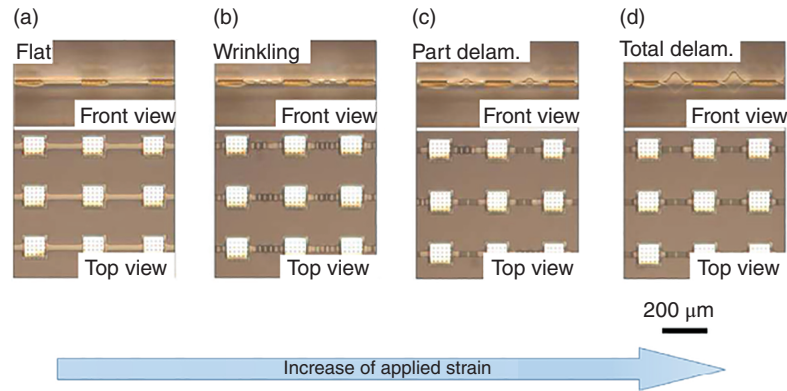 (a)
Flat
Front view
Top view
(b)
Wrinkling
Front view
Top view
(c)
Part delam.
Front view
Top view
(d)
Total delam.
Front view
Top view
200 μm
Increase of applied strain